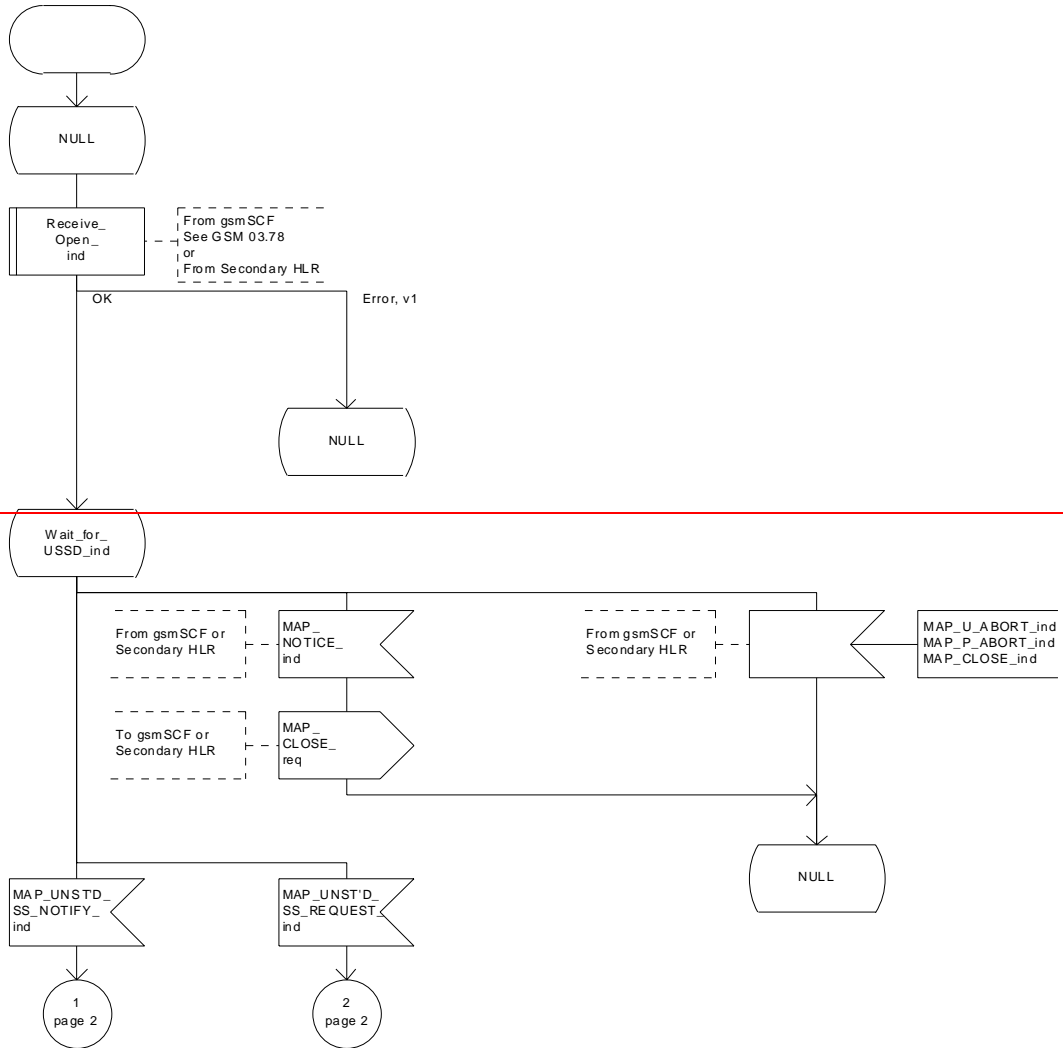 NULL
Receive_
Open_
ind
From gsmSCF
See GSM 03.78
or
From Secondary HLR
OK
Error, v1
NULL
Wait_for_
USSD_ind
From gsmSCF or
Secondary HLR
MAP_
NOTICE_
ind
From gsmSCF or
Secondary HLR
MAP_U_ABORT_ind
MAP_P_ABORT_ind
MAP_CLOSE_ind
To gsmSCF or
Secondary HLR
MAP_
CLOSE_
req
NULL
MAP_UNST'D_
SS_NOTIFY_
ind
MAP_UNST'D_
SS_REQUEST_
ind
1
page 2
2
page 2